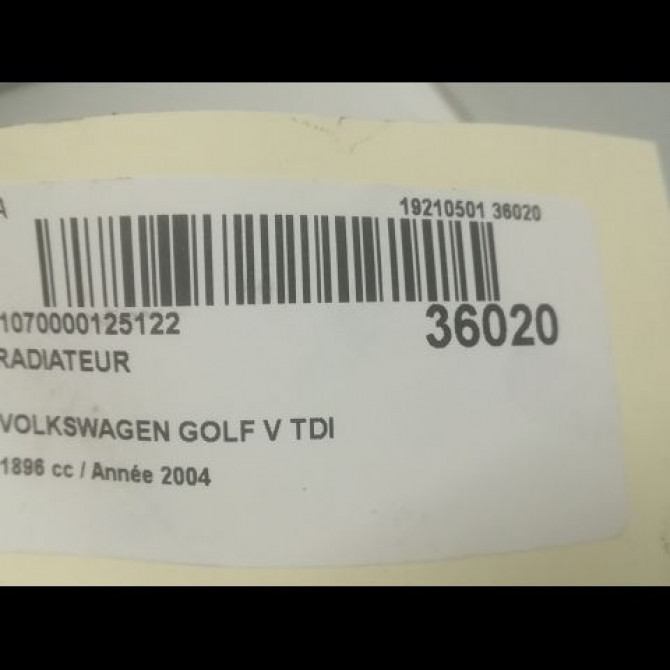 A 19210501 36020
1070000125122 36020
RADIATEUR
VOLKSWAGEN GOLF V TDI
1896 cc / Année 2004